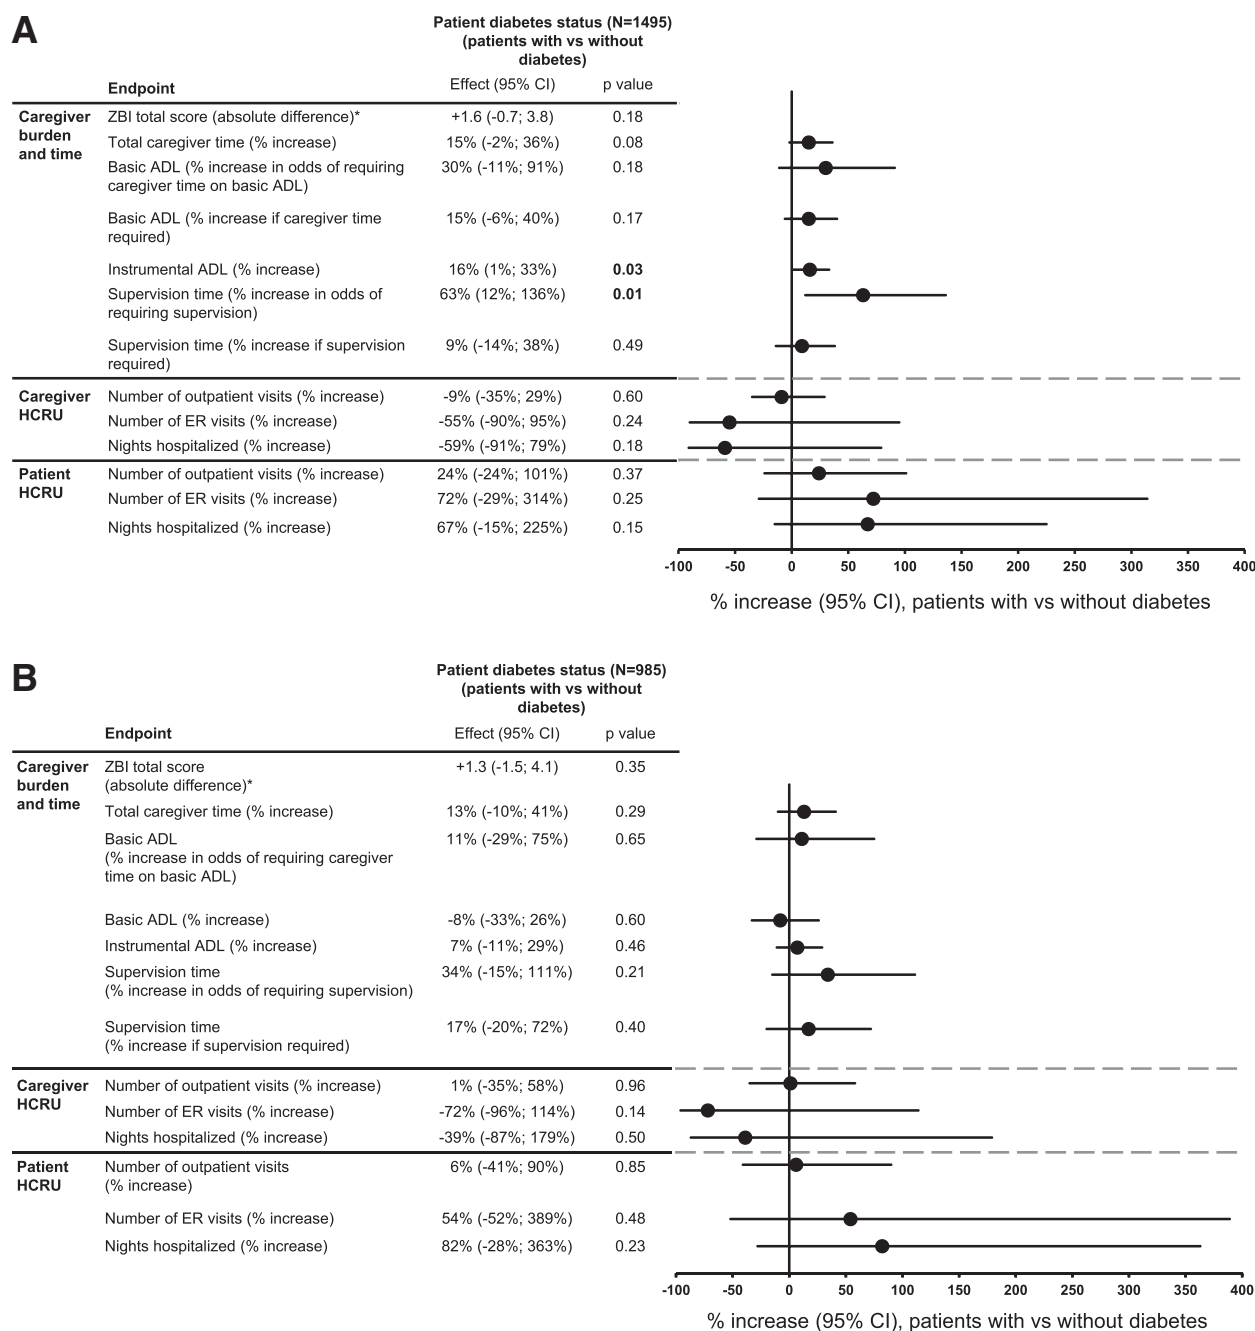 A
Patient diabetes status (N=1495)
(patients with vs without
diabetes)
Endpoint Effect (95% CI) p value
Caregiver ZBI total score (absolute difference)* +1.6 (-0.7; 3.8) 0.18
burden Total caregiver time (% increase) 15% (-2%; 36%) 0.08
and time
Basic ADL (% increase in odds of requiring 30% (-11%; 91%) 0.18
caregiver time on basic ADL)
Basic ADL (% increase if caregiver time 15% (-6%; 40%) 0.17
required)
Instrumental ADL (% increase) 16% (1%; 33%) 0.03
Supervision time (% increase in odds of 63% (12%; 136%) 0.01
requiring supervision)
Supervision time (% increase if supervision 9% (-14%; 38%) 0.49
required)
Caregiver Number of outpatient visits (% increase) -9% (-35%; 29%) 0.60
HCRU Number of ER visits (% increase) -55% (-90%; 95%) 0.24
Nights hospitalized (% increase) -59% (-91%; 79%) 0.18
Patient Number of outpatient visits (% increase) 24% (-24%; 101%) 0.37
HCRU Number of ER visits (% increase) 72% (-29%; 314%) 0.25
Nights hospitalized (% increase) 67% (-15%; 225%) 0.15
-100 -50 0 50 100 150 200 250 300 350 400
% increase (95% CI), patients with vs without diabetes
B
Patient diabetes status (N=985)
(patients with vs without
diabetes)
Endpoint Effect (95% CI) p value
Caregiver ZBI total score +1.3 (-1.5; 4.1) 0.35
burden (absolute difference)*
and time Total caregiver time (% increase) 13% (-10%; 41%) 0.29
Basic ADL 11% (-29%; 75%) 0.65
(% increase in odds of requiring caregiver
time on basic ADL)
Basic ADL (% increase) -8% (-33%; 26%) 0.60
Instrumental ADL (% increase) 7% (-11%; 29%) 0.46
Supervision time 34% (-15%; 111%) 0.21
(% increase in odds of requiring supervision)
Supervision time 17% (-20%; 72%) 0.40
(% increase if supervision required)
Caregiver Number of outpatient visits (% increase) 1% (-35%; 58%) 0.96
HCRU Number of ER visits (% increase) -72% (-96%; 114%) 0.14
Nights hospitalized (% increase) -39% (-87%; 179%) 0.50
Patient Number of outpatient visits 6% (-41%; 90%) 0.85
HCRU (% increase)
Number of ER visits (% increase) 54% (-52%; 389%) 0.48
Nights hospitalized (% increase) 82% (-28%; 363%) 0.23
-100 -50 0 50 100 150 200 250 300 350 400
% increase (95% CI), patients with vs without diabetes